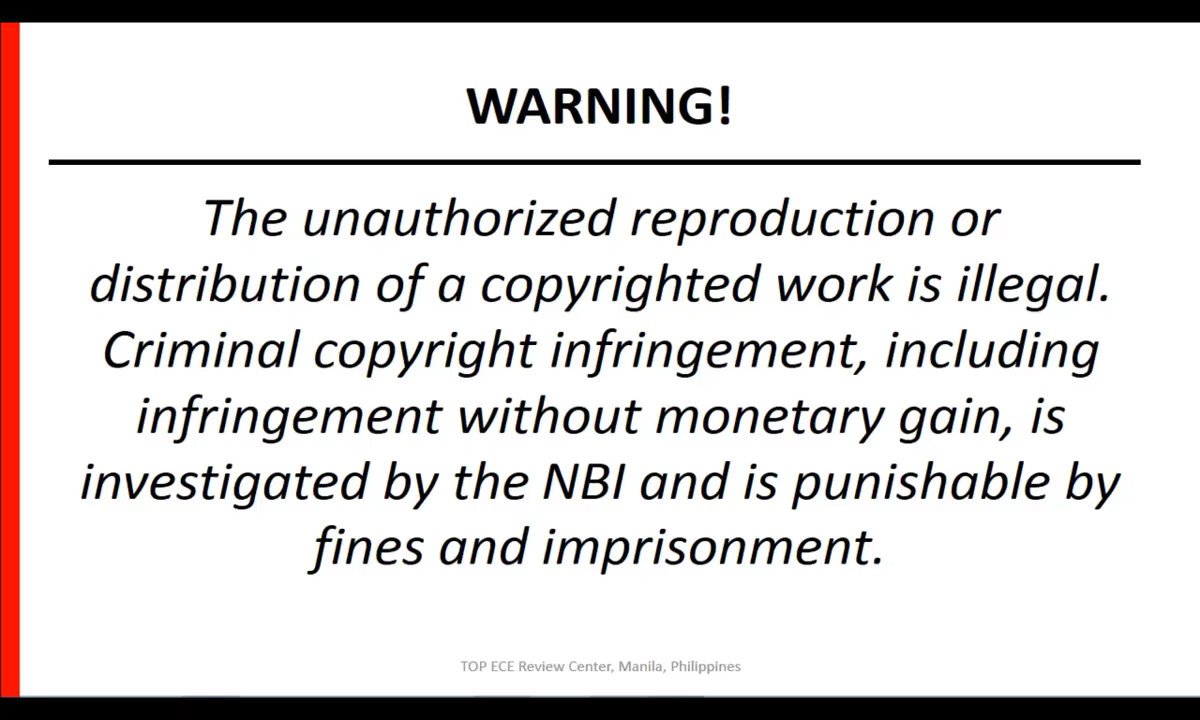 WARNING!
The unauthorized reproduction or
distribution of a copyrighted work is illegal.
Criminal copyright infringement, including
infringement without monetary gain, is
investigated by the NBI and is punishable by
fines and imprisonment.
TOP ECE Review Center, Manila, Philippines